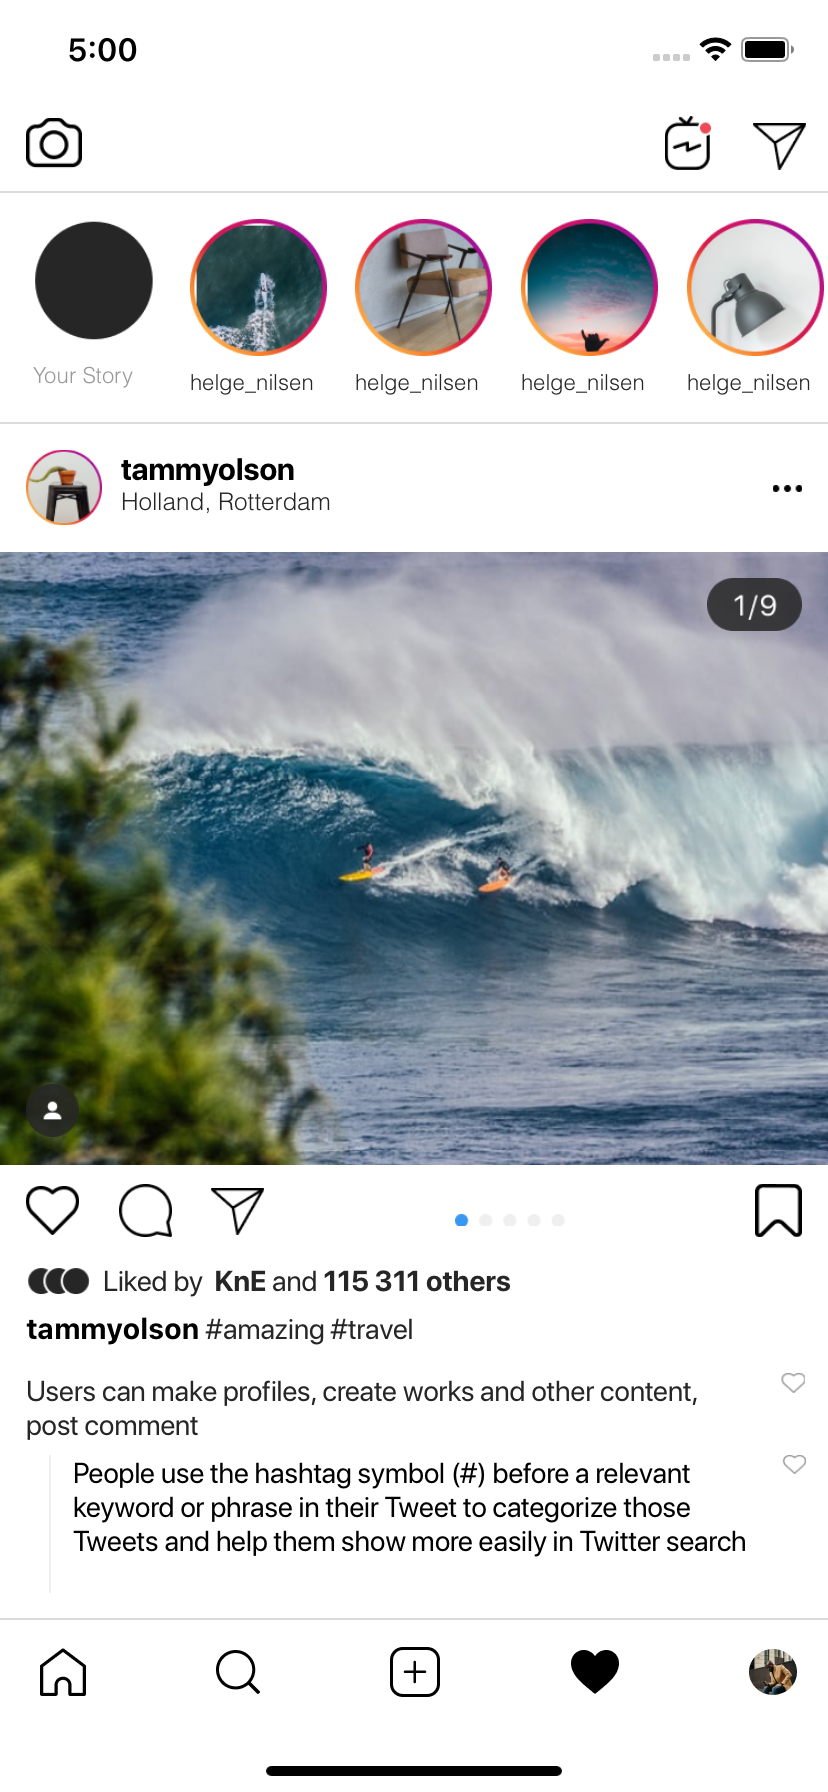 5:00
Your Story
helge_nilsen
helge_nilsen
helge_nilsen
helge_nilsen
tammyolson
Holland, Rotterdam
1/9
Liked by KnE and 115 311 others
tammyolson #amazing #travel
Users can make profiles, create works and other content,
post comment
People use the hashtag symbol (#) before a relevant
keyword or phrase in their Tweet to categorize those
Tweets and help them show more easily in Twitter search